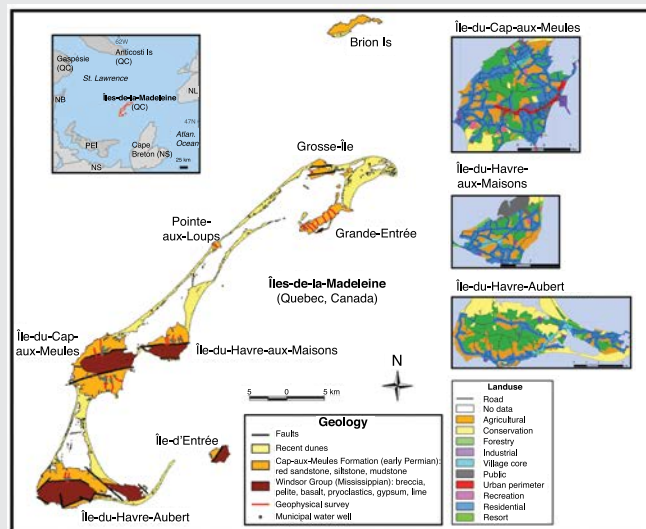 Brion Is
Île-du-Cap-aux-Meules
62W
Anticosti Is
(QC)
Gaspésie
(QC)
St. Lawrence
Îles-de-la-Madeleine
(QC)
NL
NB
47N
Atlan.
Ocean
PEI
Cape
Breton (NS)
NS
25 km
Grosse-Île
Île-du-Havre
aux-Maisons
Pointe-
aux-Loups
Grande-Entrée
Îles-de-la-Madeleine
(Quebec, Canada)
Île-du-Havre-Aubert
Île-du-Cap-
aux-Meules
Île-du-Havre-aux-Maisons
N
5 0 5 km
Île-d'Entrée
Île-du-Havre-Aubert
Geology
Faults
Recent dunes
Cap-aux-Meules Formation (early Permian):
red sandstone, siltstone, mudstone
Windsor Group (Mississippian): breccia,
pelite, basalt, pryoclastics, gypsum, lime
Geophysical survey
Municipal water well
Landuse
Road
No data
Agricultural
Conservation
Forestry
Industrial
Village core
Public
Urban perimeter
Recreation
Residential
Resort